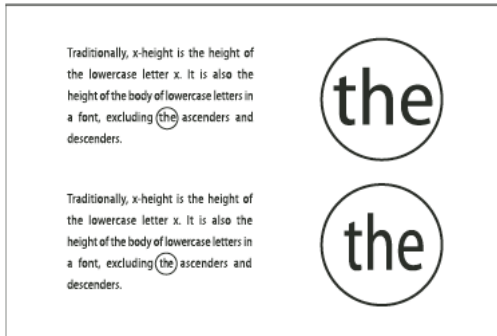 Traditionally, x-height is the height of
the lowercase letter x. It is also the
height of the body of lowercase letters in
a font, excluding the ascenders and
descenders.
the
Traditionally, x-height is the height of
the lowercase letter x. It is also the
height of the body of lowercase letters in
a font, excluding the ascenders and
descenders.
the